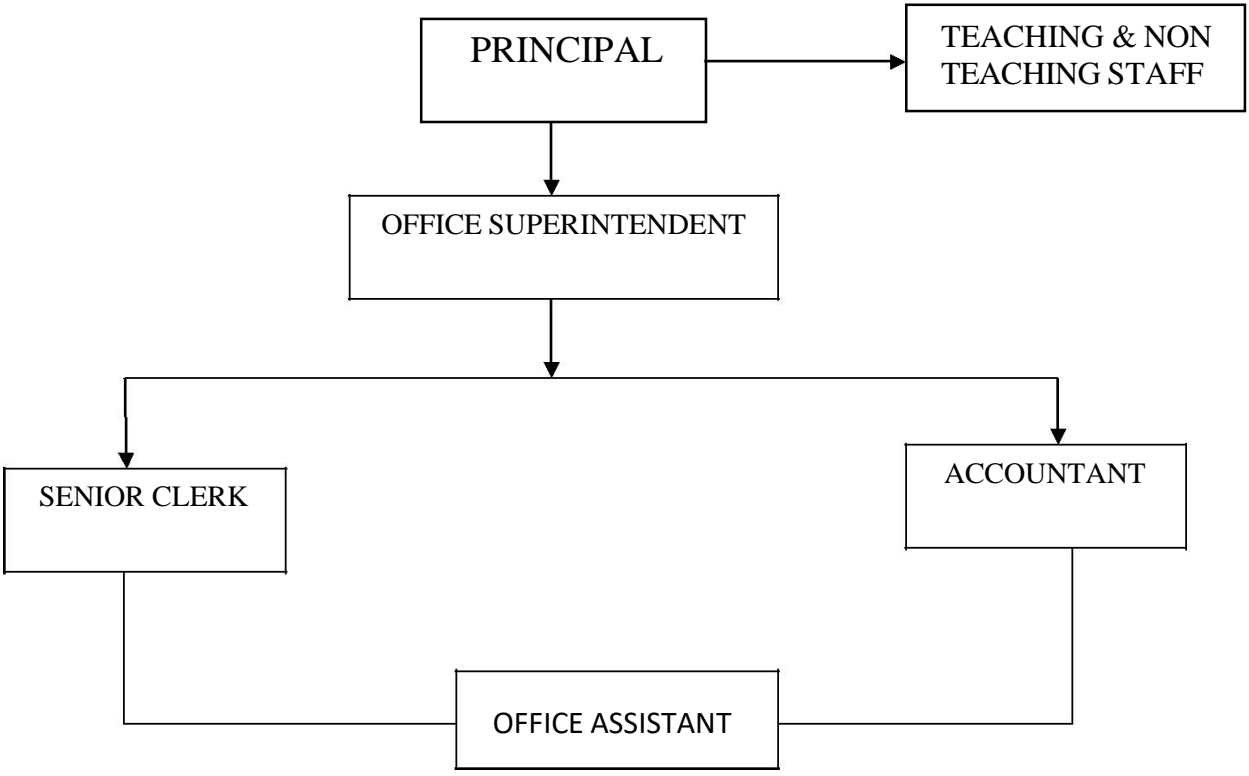 PRINCIPAL
TEACHING & NON
TEACHING STAFF
OFFICE SUPERINTENDENT
SENIOR CLERK
ACCOUNTANT
OFFICE ASSISTANT